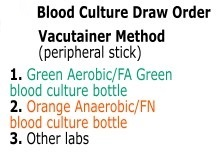 Blood Culture Draw Order
Vacutainer Method
(peripheral stick)
1. Green Aerobic/FA Green
blood culture bottle
2. Orange Anaerobic/FN
blood culture bottle
3. Other labs